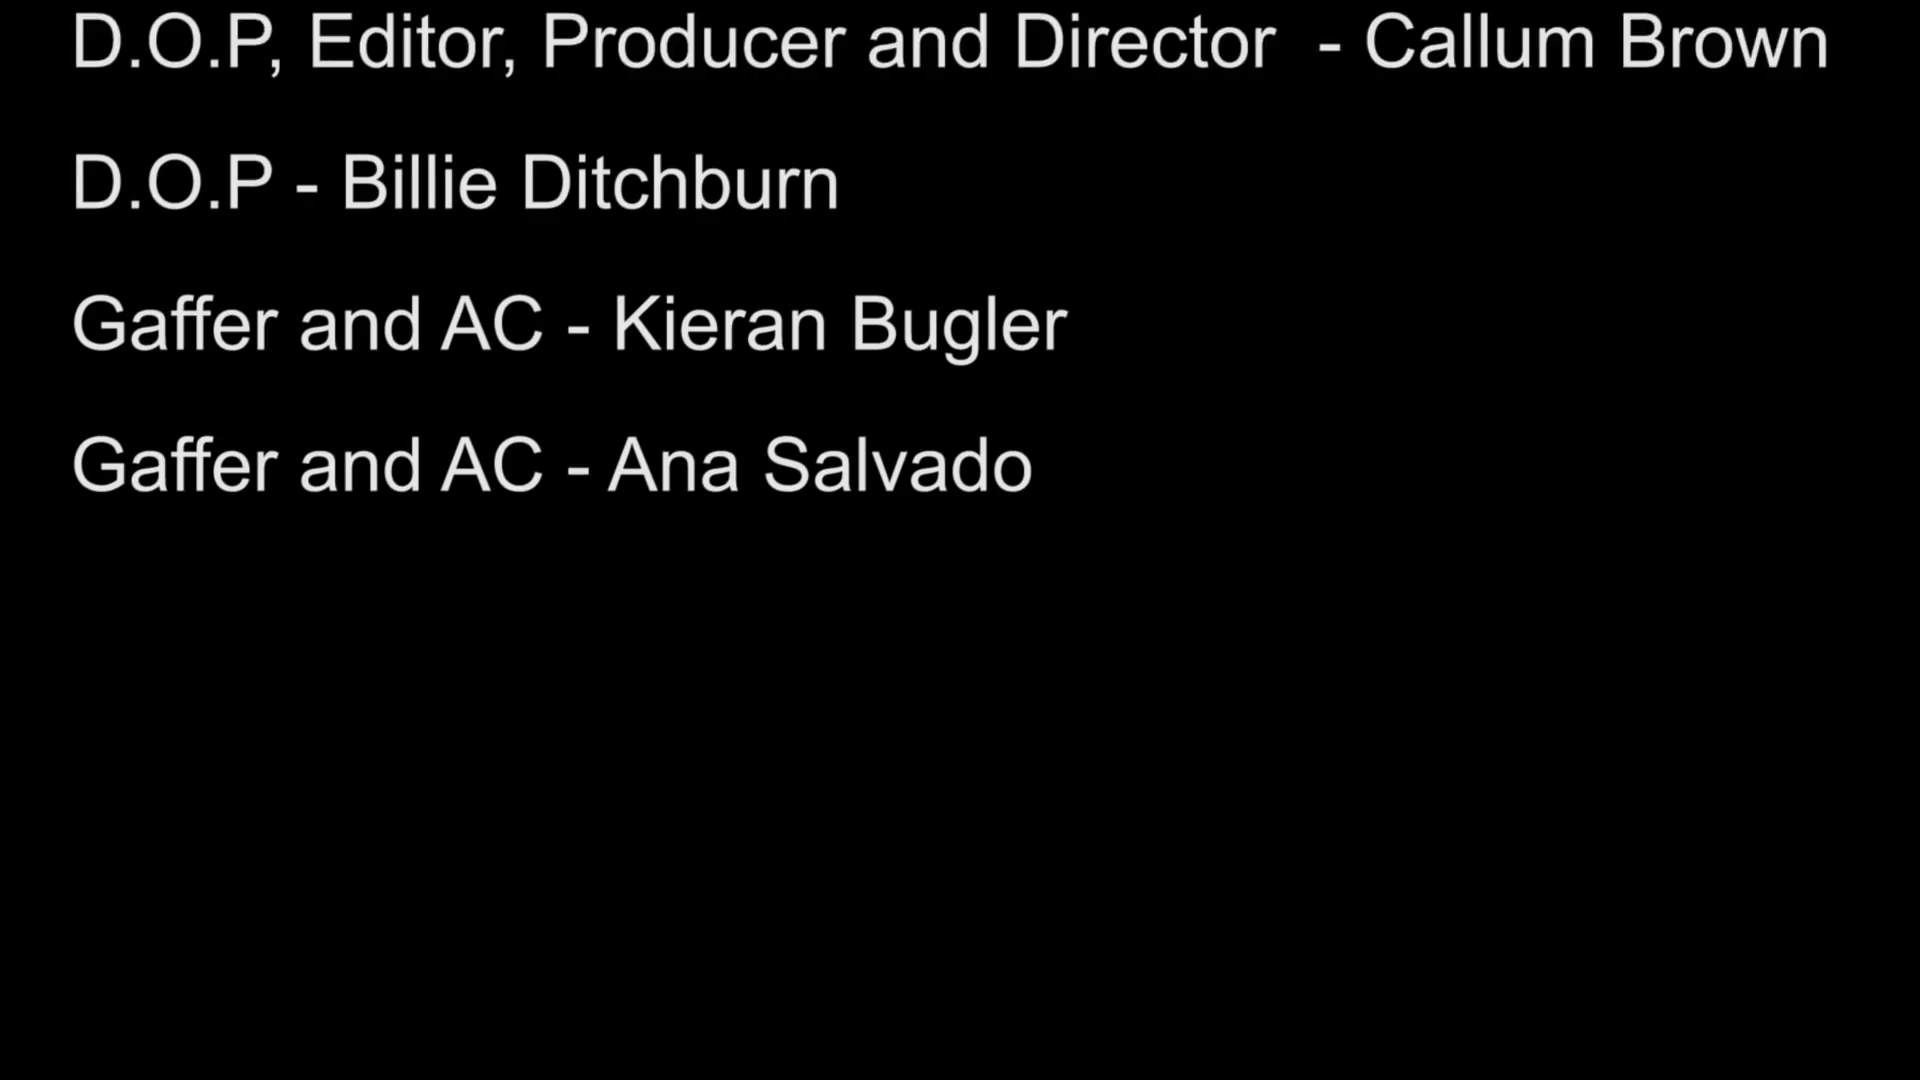 D.O.P, Editor, Producer and Director  - Callum Brown
D.O.P - Billie Ditchburn
Gaffer and AC - Kieran Bugler
Gaffer and AC - Ana Salvado